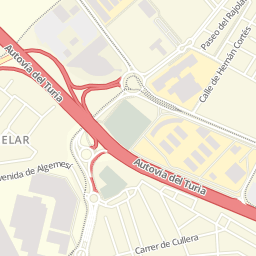 Paseo del Rajola
Calle de Hernán Cortés
Autovía del Turia
ELAR
Autovía del Turia
venida de Algemesí
Carrer de Cullera